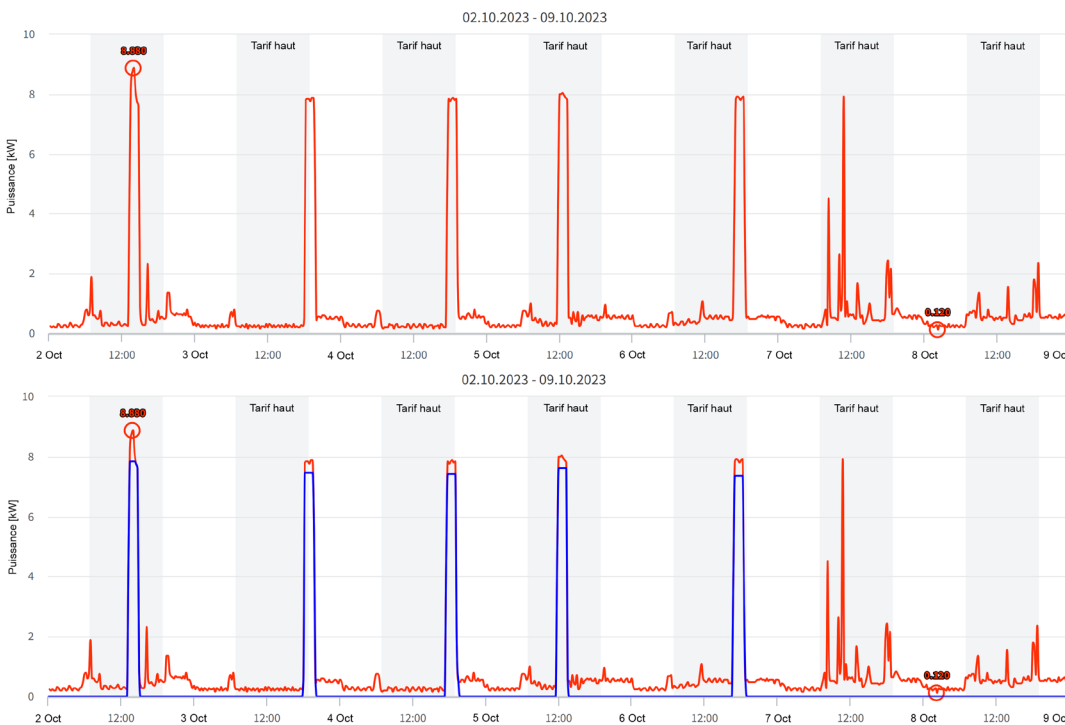 02.10.2023 - 09.10.2023
10
8.880
Tarif haut
Tarif haut
Tarif haut
Tarif haut
Tarif haut
Tarif haut
8
6
Puissance [kW]
4
2
0.120
0
2 Oct
12:00
3 Oct
12:00
4 Oct
12:00
5 Oct
12:00
6 Oct
12:00
7 Oct
12:00
8 Oct
12:00
9 Oc
02.10.2023 - 09.10.2023
10
8.880
Tarif haut
Tarif haut
Tarif haut
Tarif haut
Tarif haut
Tarif haut
8
6
Puissance [kW]
4
2
0.120
0
2 Oct
12:00
3 Oct
12:00
4 Oct
12:00
5 Oct
12:00
6 Oct
12:00
7 Oct
12:00
8 Oct
12:00
9 Oc